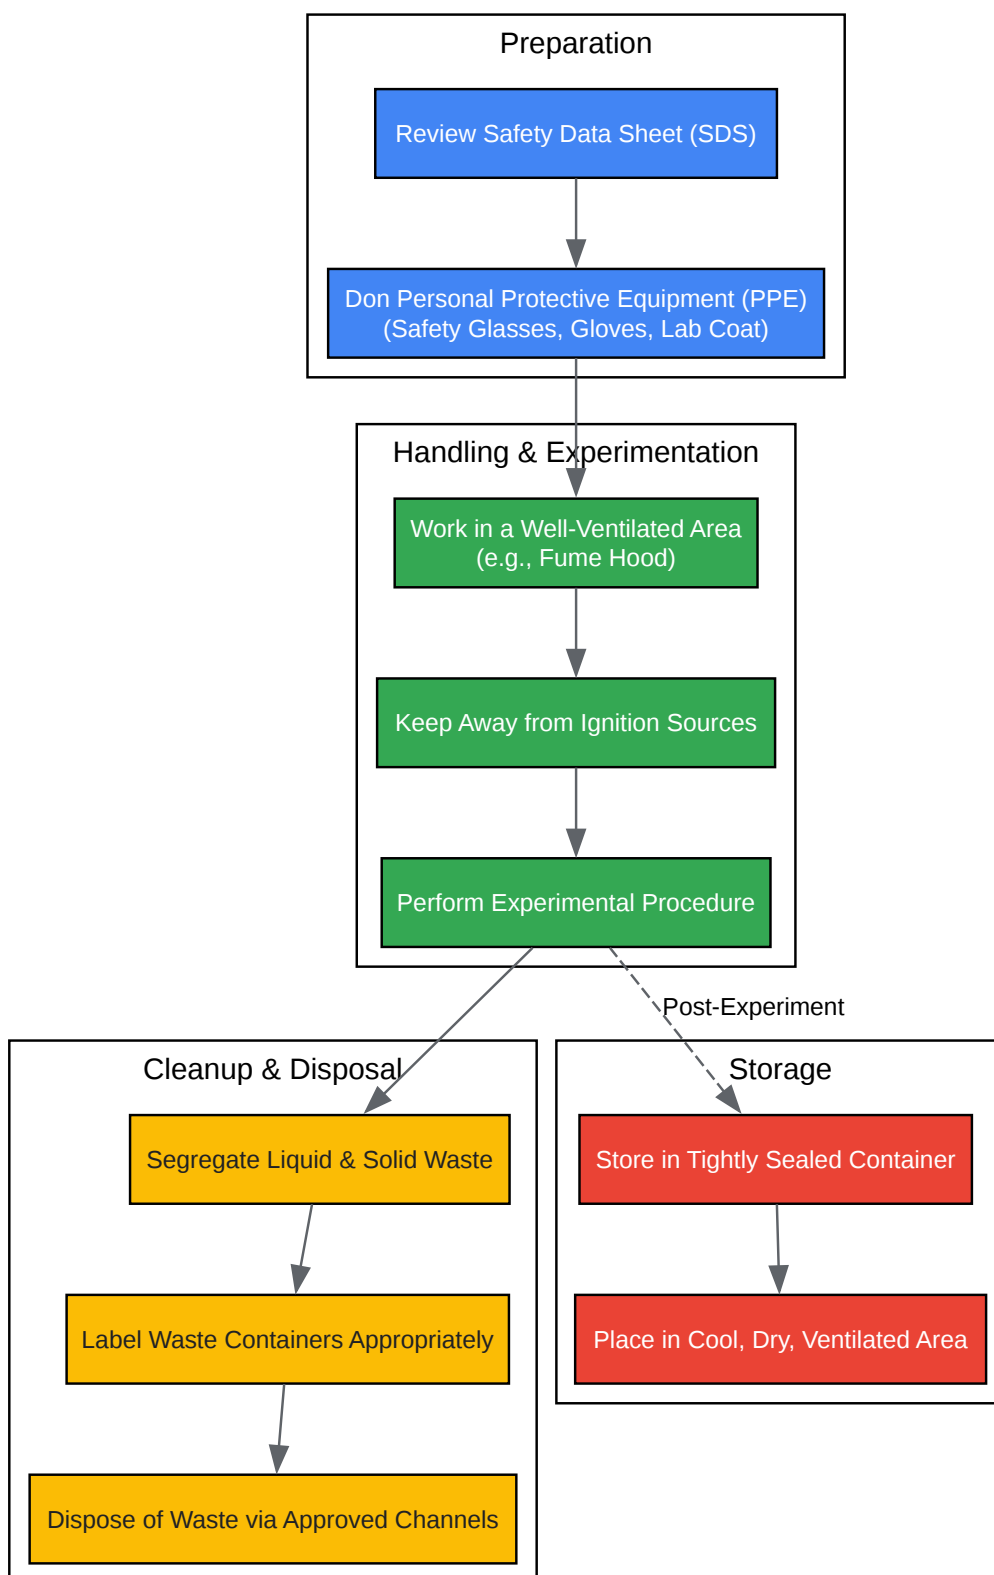 Preparation
Review Safety Data Sheet (SDS)
Don Personal Protective Equipment (PPE)
(Safety Glasses, Gloves, Lab Coat)
Handling & Experimentation
Work in a Well-Ventilated Area
(e.g., Fume Hood)
Keep Away from Ignition Sources
Perform Experimental Procedure
Post-Experiment
Cleanup & Disposal
Segregate Liquid & Solid Waste
Label Waste Containers Appropriately
Dispose of Waste via Approved Channels
Storage
Store in Tightly Sealed Container
Place in Cool, Dry, Ventilated Area